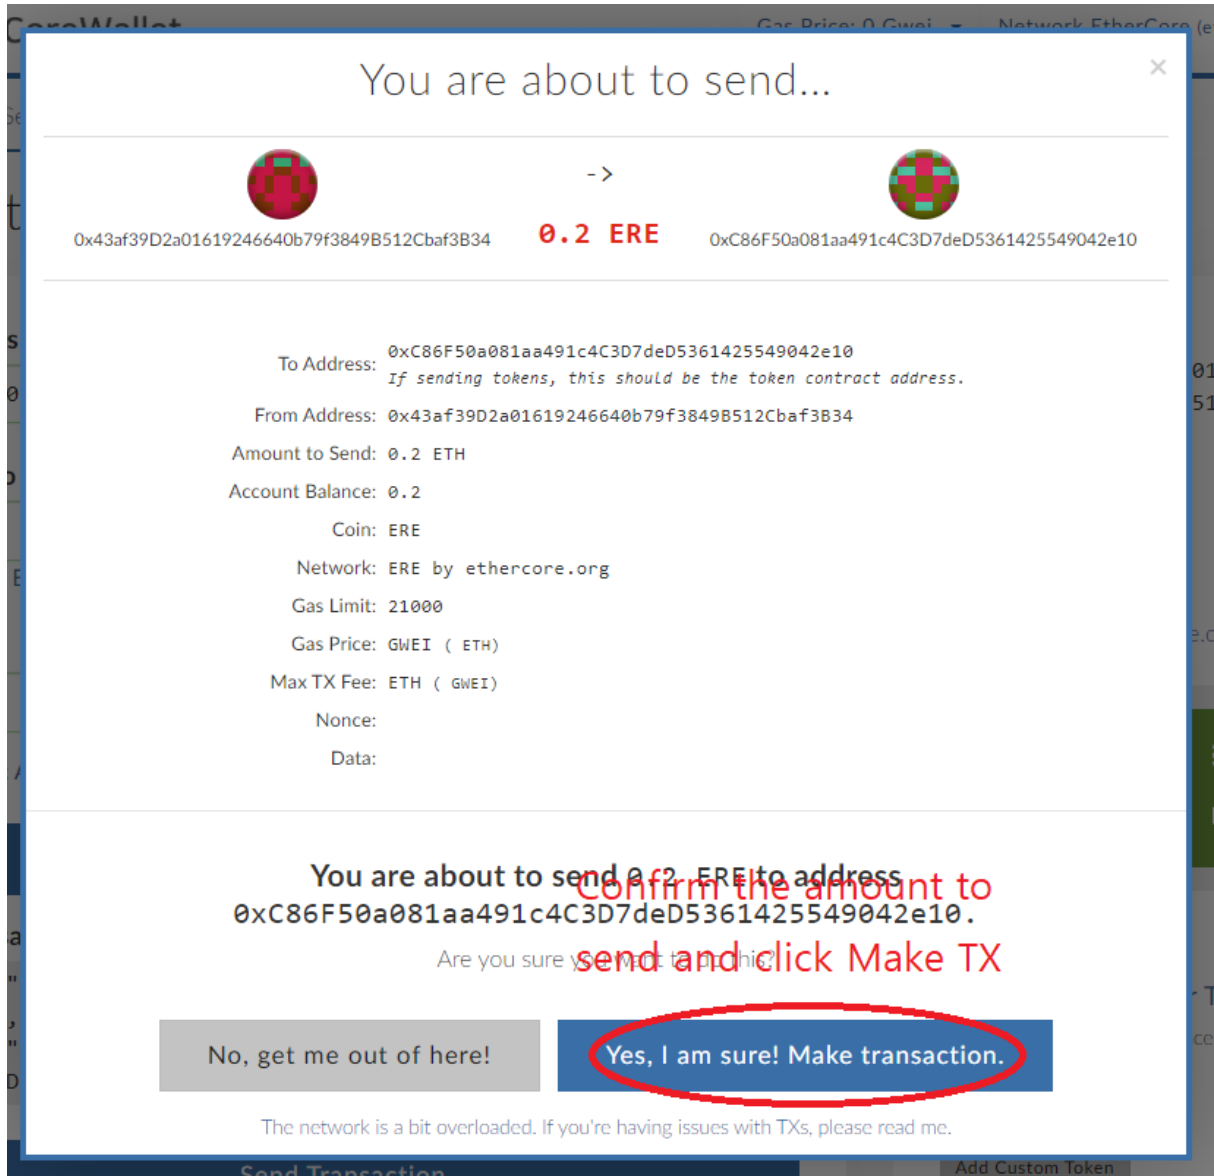 CoreWallet
Gas Price: 0 Gwei
Network EtherCore (e
You are about to send...
×
->
0x43af39D2a01619246640b79f3849B512Cbaf3B34
0.2 ERE
0xC86F50a081aa491c4C3D7deD5361425549042e10
To Address: 0xC86F50a081aa491c4C3D7deD5361425549042e10
If sending tokens, this should be the token contract address.
From Address: 0x43af39D2a01619246640b79f3849B512Cbaf3B34
Amount to Send: 0.2 ETH
Account Balance: 0.2
Coin: ERE
Network: ERE by ethercore.org
Gas Limit: 21000
Gas Price: GWEI ( ETH)
Max TX Fee: ETH ( GWEI)
Nonce:
Data:
You are about to send 0.2 ERE to address
0xC86F50a081aa491c4C3D7deD5361425549042e10.
Are you sure you want to do this?
Confirm the amount to
send and click Make TX
No, get me out of here!
Yes, I am sure! Make transaction.
The network is a bit overloaded. If you're having issues with TXs, please read me.
Send Transaction
Add Custom Token